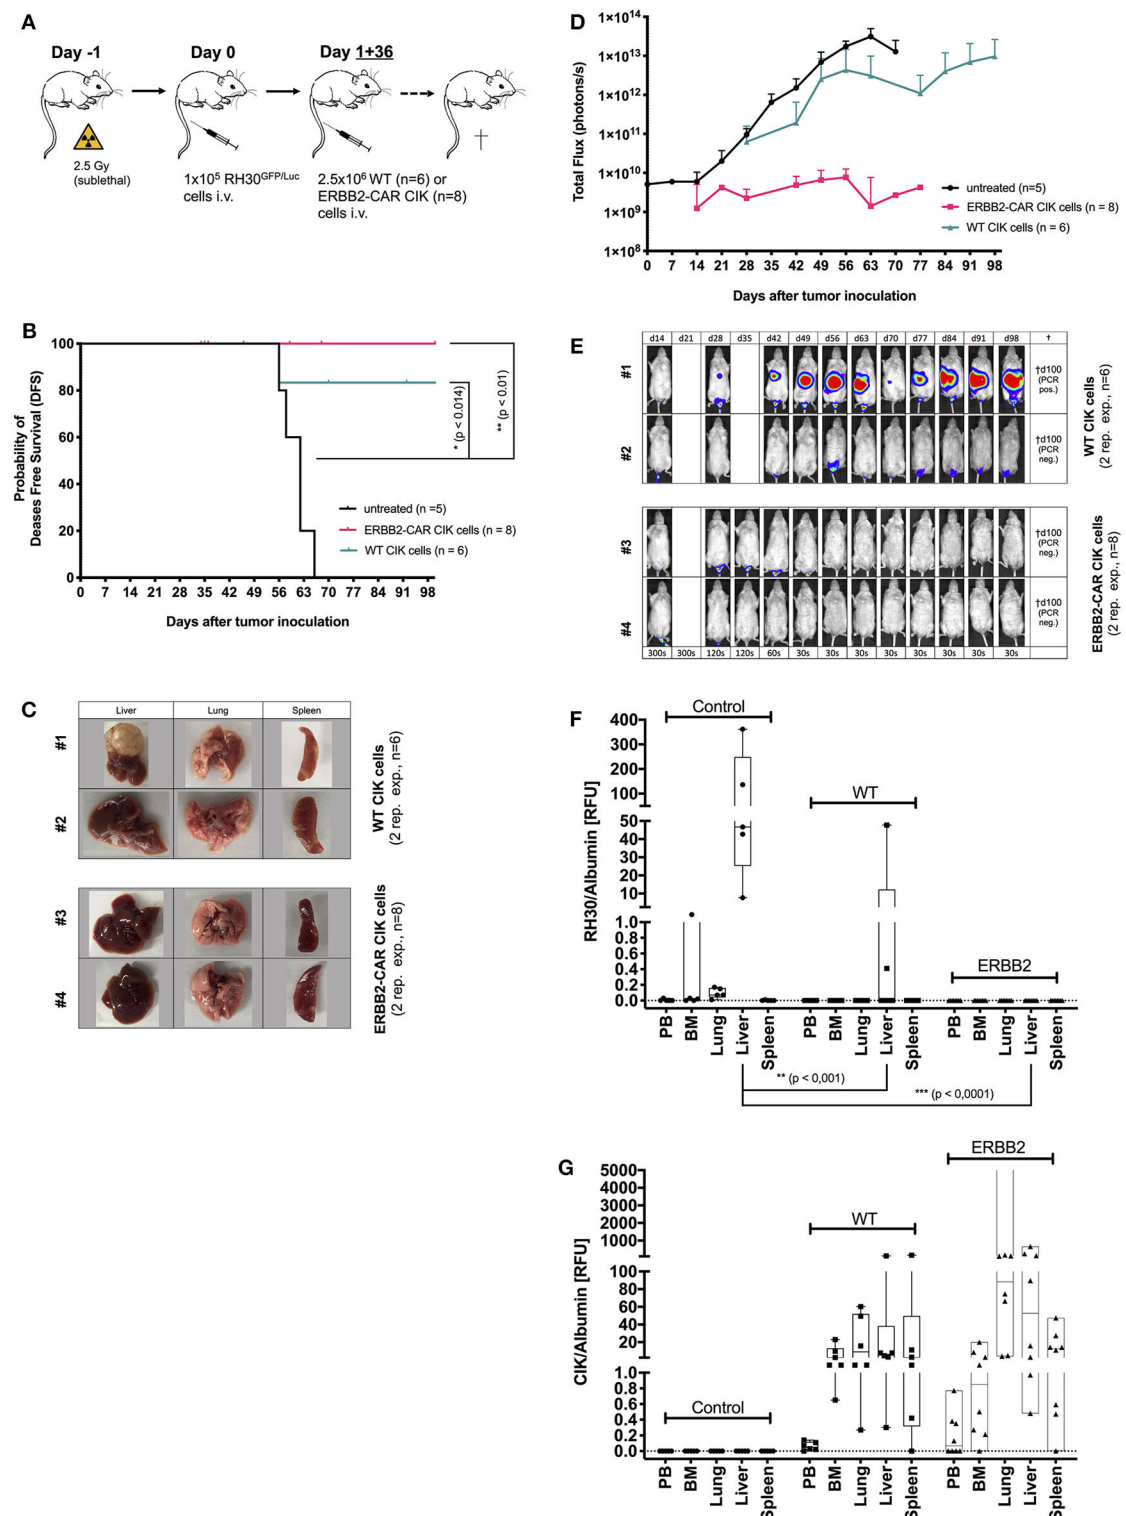 A
Day -1
Day 0
Day 1+36
2.5 Gy
(sublethal)
1x10⁵ RH30GFP/Luc
cells i.v.
2.5x10⁶ WT (n=6) or
ERBB2-CAR CIK (n=8)
cells i.v.
B
Probability of
Deases Free Survival (DFS)
100
80
60
40
20
0
0 7 14 21 28 35 42 49 56 63 70 77 84 91 98
Days after tumor inoculation
untreated (n =5)
ERBB2-CAR CIK cells (n = 8)
WT CIK cells (n = 6)
* (p < 0.014)
** (p < 0.01)
C
Liver Lung Spleen
#1
#2
WT CIK cells
(2 rep. exp., n=6)
#3
#4
ERBB2-CAR CIK cells
(2 rep. exp., n=8)
D
Total Flux (photons/s)
1×10¹⁴
1×10¹³
1×10¹²
1×10¹¹
1×10¹⁰
1×10⁹
1×10⁸
0 7 14 21 28 35 42 49 56 63 70 77 84 91 98
Days after tumor inoculation
untreated (n=5)
ERBB2-CAR CIK cells (n = 8)
WT CIK cells (n = 6)
E
d14 d21 d28 d35 d42 d49 d56 d63 d70 d77 d84 d91 d98 †
#1
†d100
(PCR
pos.)
#2
†d100
(PCR
neg.)
WT CIK cells
(2 rep. exp., n=6)
#3
†d100
(PCR
neg.)
#4
†d100
(PCR
neg.)
ERBB2-CAR CIK cells
(2 rep. exp., n=8)
300s 300s 120s 120s 60s 30s 30s 30s 30s 30s 30s 30s 30s
F
RH30/Albumin [RFU]
400
300
200
100
50
40
30
20
10
1.0
0.8
0.6
0.4
0.2
0.0
Control
WT
ERBB2
PB BM Lung Liver Spleen PB BM Lung Liver Spleen PB BM Lung Liver Spleen
** (p < 0,001)
*** (p < 0,0001)
G
CIK/Albumin [RFU]
5000
4000
3000
2000
1000
100
80
60
40
20
1.0
0.8
0.6
0.4
0.2
0.0
Control
WT
ERBB2
PB BM Lung Liver Spleen PB BM Lung Liver Spleen PB BM Lung Liver Spleen